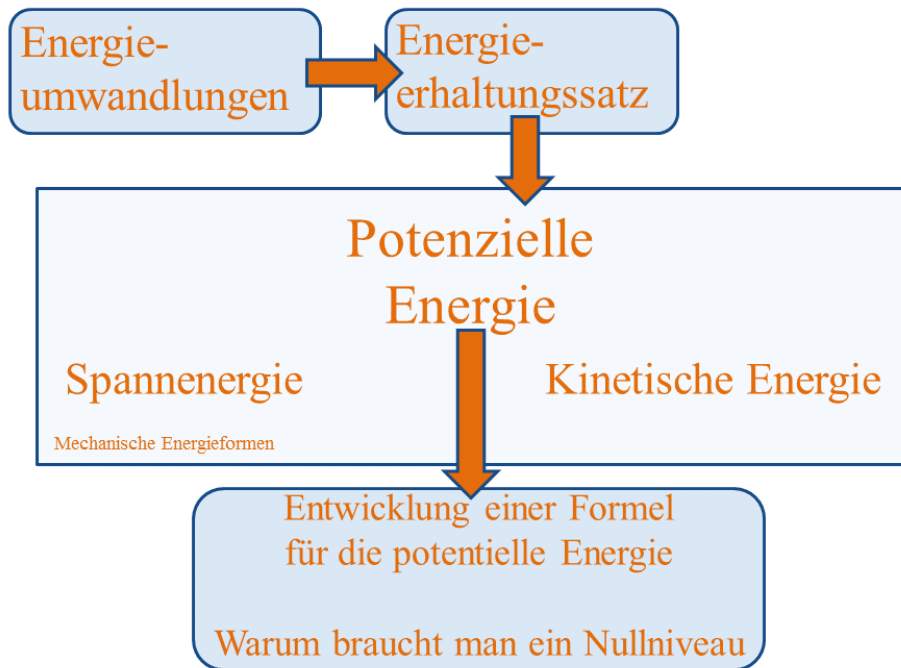 Energie-
umwandlungen
Energie-
erhaltungssatz
Potenzielle
Energie
Spannenergie
Kinetische Energie
Mechanische Energieformen
Entwicklung einer Formel
für die potentielle Energie
Warum braucht man ein Nullniveau